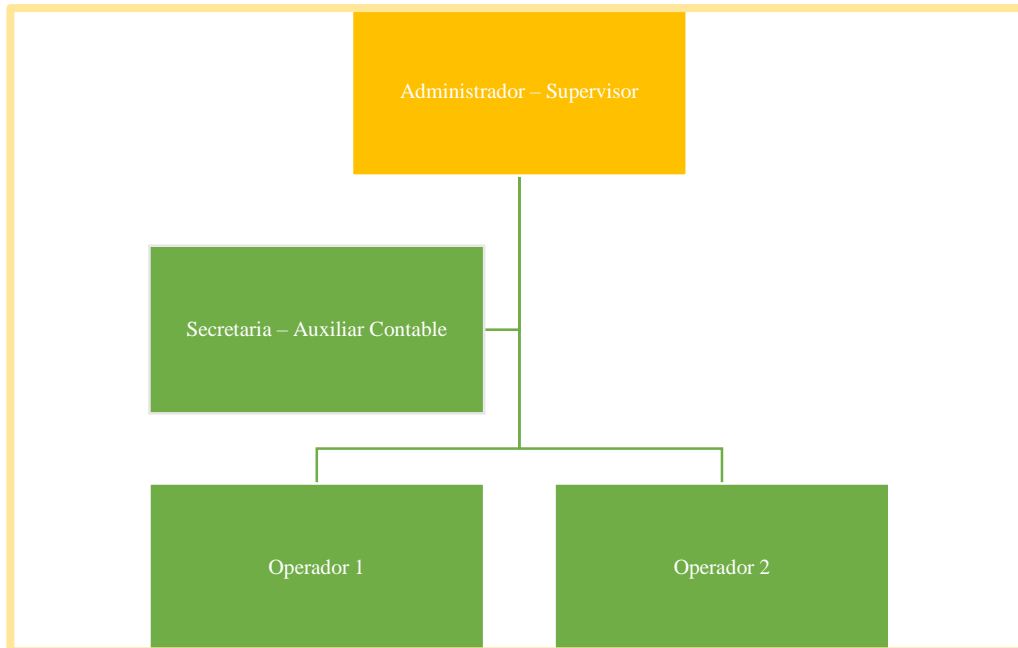 Administrador – Supervisor
Secretaria – Auxiliar Contable
Operador 1
Operador 2